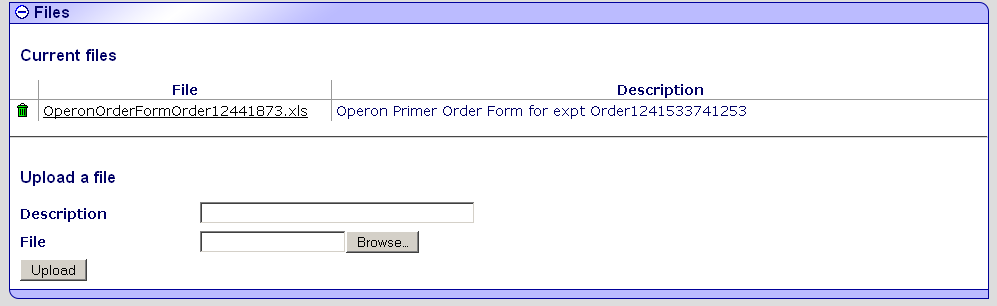 Files
Current files
File Description
OperonOrderFormOrder12441873.xls Operon Primer Order Form for expt Order1241533741253
Upload a file
Description
File Browse...
Upload